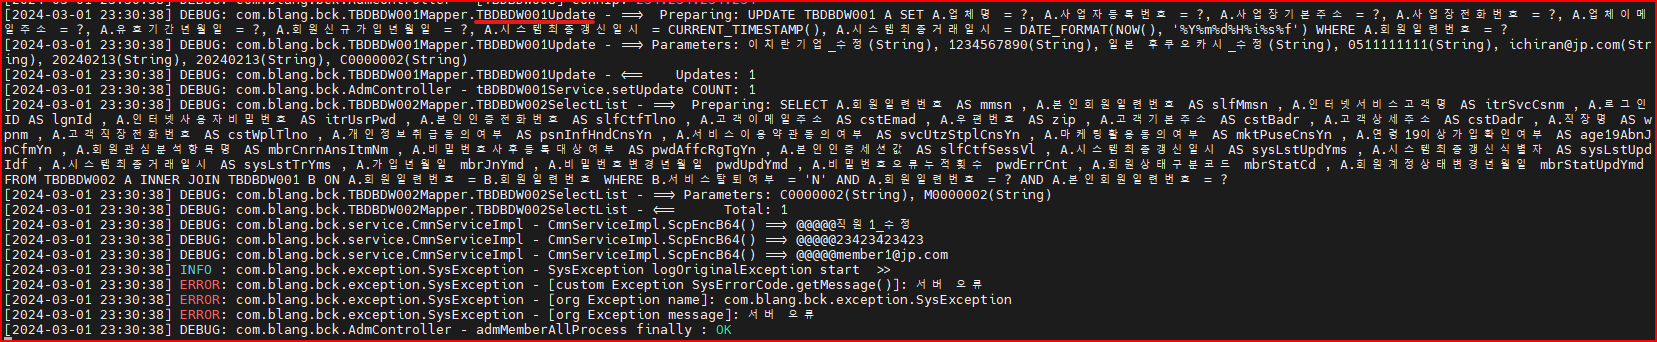 [2024-03-01 23:30:38] DEBUG: com.blang.bck.TBDBDW001Mapper.TBDBDW001Update - ==> Preparing: UPDATE TBDBDW001 A SET A.업체명 = ?, A.사업자등록번호 = ?, A.사업장기본주소 = ?, A.사업장전화번호 = ?, A.업체이메
일주소 = ?, A.유효기간년월일 = ?, A.회원신규가입년월일 = ?, A.시스템최종갱신일시 = CURRENT_TIMESTAMP(), A.시스템최종거래일시 = DATE_FORMAT(NOW(), '%Y%m%d%H%i%s%f') WHERE A.회원일련번호 = ?
[2024-03-01 23:30:38] DEBUG: com.blang.bck.TBDBDW001Mapper.TBDBDW001Update - ==> Parameters: 이치란기업_수정(String), 1234567890(String), 일본 후쿠오카시_수정(String), 0511111111(String), ichiran@jp.com(Str
ing), 20240213(String), 20240213(String), C0000002(String)
[2024-03-01 23:30:38] DEBUG: com.blang.bck.TBDBDW001Mapper.TBDBDW001Update - <== Updates: 1
[2024-03-01 23:30:38] DEBUG: com.blang.bck.AdmController - tBDBDW001Service.setUpdate COUNT: 1
[2024-03-01 23:30:38] DEBUG: com.blang.bck.TBDBDW002Mapper.TBDBDW002SelectList - ==> Preparing: SELECT A.회원일련번호 AS mmsn , A.본인회원일련번호 AS slfMmsn , A.인터넷서비스고객명 AS itrSvcCsnm , A.로그인
ID AS lgnId , A.인터넷사용자비밀번호 AS itrUsrPwd , A.본인인증전화번호 AS slfCtfTlno , A.고객이메일주소 AS cstEmad , A.우편번호 AS zip , A.고객기본주소 AS cstBadr , A.고객상세주소 AS cstDadr , A.직장명 AS w
pnm , A.고객직장전화번호 AS cstWplTlno , A.개인정보취급동의여부 AS psnInfHndCnsYn , A.서비스이용약관동의여부 AS svcUtzStplCnsYn , A.마케팅활용동의여부 AS mktPuseCnsYn , A.연령19이상가입확인여부 AS age19AbnJ
nCfmYn , A.회원관심분석항목명 AS mbrCnrnAnsItmNm , A.비밀번호사후등록대상여부 AS pwdAffcRgTgYn , A.본인인증세션값 AS slfCtfSessVl , A.시스템최종갱신일시 AS sysLstUpdYms , A.시스템최종갱신식별자 AS sysLstUpd
Idf , A.시스템최종거래일시 AS sysLstTrYms , A.가입년월일 mbrJnYmd , A.비밀번호변경년월일 pwdUpdYmd , A.비밀번호오류누적횟수 pwdErrCnt , A.회원상태구분코드 mbrStatCd , A.회원계정상태변경년월일 mbrStatUpdYmd
FROM TBDBDW002 A INNER JOIN TBDBDW001 B ON A.회원일련번호 = B.회원일련번호 WHERE B.서비스탈퇴여부 = 'N' AND A.회원일련번호 = ? AND A.본인회원일련번호 = ?
[2024-03-01 23:30:38] DEBUG: com.blang.bck.TBDBDW002Mapper.TBDBDW002SelectList - ==> Parameters: C0000002(String), M0000002(String)
[2024-03-01 23:30:38] DEBUG: com.blang.bck.TBDBDW002Mapper.TBDBDW002SelectList - <== Total: 1
[2024-03-01 23:30:38] DEBUG: com.blang.bck.service.CmnServiceImpl - CmnServiceImpl.ScpEncB64() ==> @@@@@직원1_수정
[2024-03-01 23:30:38] DEBUG: com.blang.bck.service.CmnServiceImpl - CmnServiceImpl.ScpEncB64() ==> @@@@@23423423423
[2024-03-01 23:30:38] DEBUG: com.blang.bck.service.CmnServiceImpl - CmnServiceImpl.ScpEncB64() ==> @@@@@member1@jp.com
[2024-03-01 23:30:38] INFO : com.blang.bck.exception.SysException - SysException logOriginalException start >>
[2024-03-01 23:30:38] ERROR: com.blang.bck.exception.SysException - [custom Exception SysErrorCode.getMessage()]: 서버 오류
[2024-03-01 23:30:38] ERROR: com.blang.bck.exception.SysException - [org Exception name]: com.blang.bck.exception.SysException
[2024-03-01 23:30:38] ERROR: com.blang.bck.exception.SysException - [org Exception message]: 서버 오류
[2024-03-01 23:30:38] DEBUG: com.blang.bck.AdmController - admMemberAllProcess finally : OK